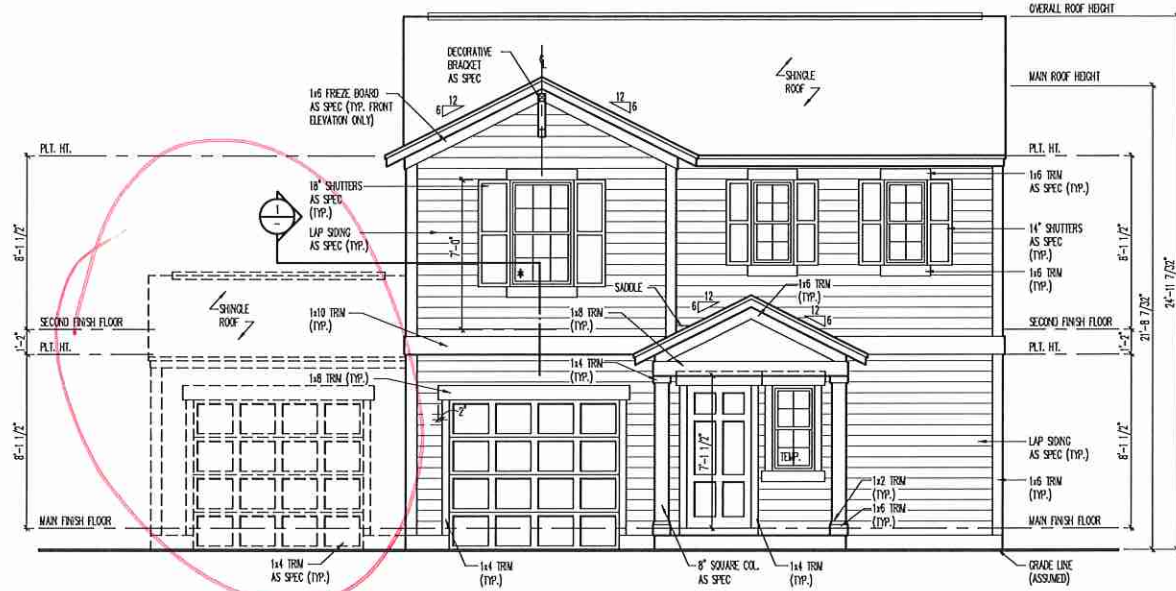 OVERALL ROOF HEIGHT
DECORATIVE
BRACKET
AS SPEC
SHINGLE
ROOF
MAIN ROOF HEIGHT
1x6 FREZE BOARD
AS SPEC (TYP. FRONT
ELEVATION ONLY)
12
6
12
6
PLT. HT.
PLT. HT.
18" SHUTTERS
AS SPEC
(TYP.)
1x6 TRIM
AS SPEC (TYP.)
1
-
LAP SIDING
AS SPEC (TYP.)
7'-0"
14" SHUTTERS
AS SPEC
(TYP.)
8'-1 1/2"
8'-1 1/2"
24'-11 7/32"
21'-8 7/32"
1x6 TRIM
(TYP.)
1x6 TRIM
(TYP.)
SADDLE
12
6
12
6
SHINGLE
ROOF
1x10 TRIM
(TYP.)
1x8 TRIM
(TYP.)
SECOND FINISH FLOOR
SECOND FINISH FLOOR
1'-2"
1'-2"
PLT. HT.
PLT. HT.
1x4 TRIM
(TYP.)
1x6 TRIM (TYP.)
2"
7'-1 1/2"
TEMP.
8'-1 1/2"
8'-1 1/2"
LAP SIDING
AS SPEC (TYP.)
1x2 TRIM
(TYP.)
1x6 TRIM
(TYP.)
1x6 TRIM
(TYP.)
MAIN FINISH FLOOR
MAIN FINISH FLOOR
1x4 TRIM
AS SPEC (TYP.)
1x4 TRIM
(TYP.)
8" SQUARE COL.
AS SPEC
1x4 TRIM
(TYP.)
GRADE LINE
(ASSUMED)